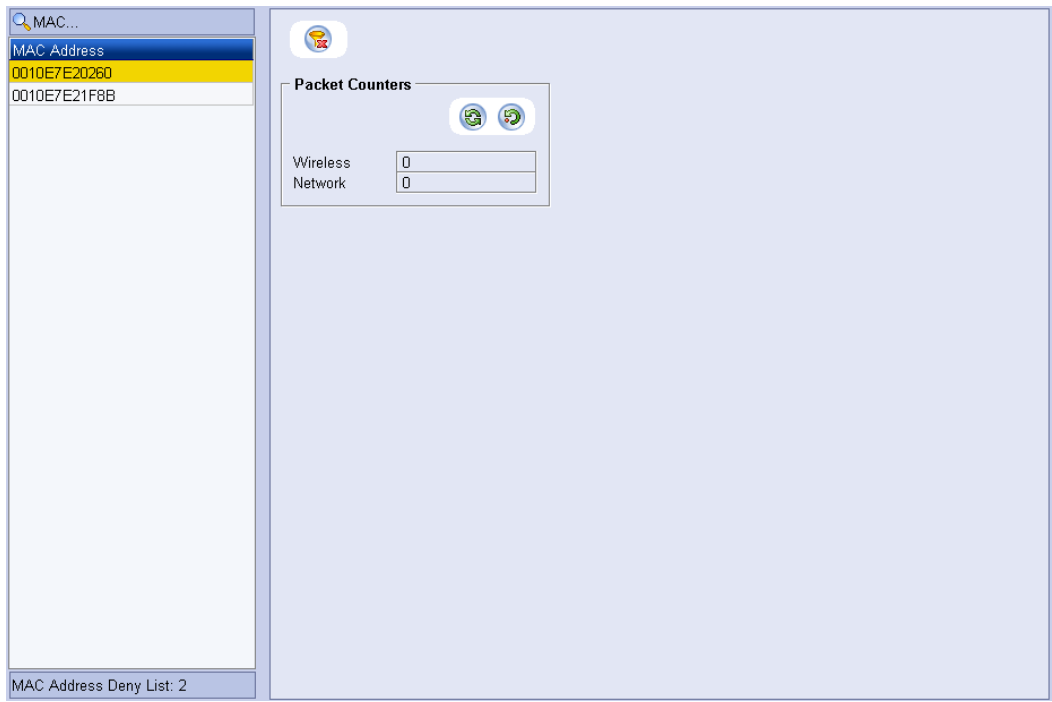 MAC...
MAC Address
0010E7E20260
0010E7E21F8B
MAC Address Deny List: 2
Packet Counters
Wireless 0
Network 0